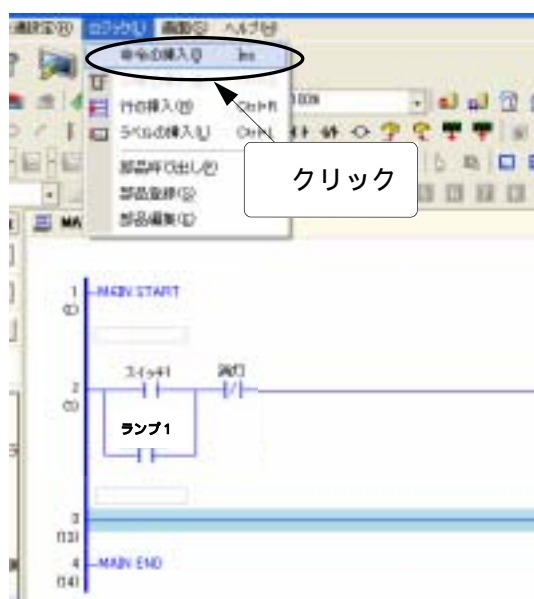 ロジック(L) 画面(S) ヘルプ(H)
命令の挿入(I) Ins
行の挿入(W) Ctrl+R
ラベルの挿入(L) Ctrl+L
部品呼び出し(P)
部品登録(S)
部品編集(E)
100%
クリック
MA
1 MAIN START
(0)
スイッチ1 消灯
2
ランプ1
3
(13)
4 MAIN END
(14)